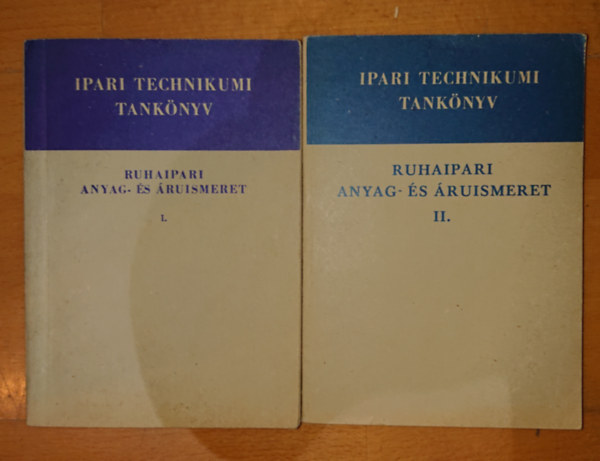 IPARI TECHNIKUMI
TANKÖNYV
RUHAIPARI
ANYAG- ÉS ÁRUISMERET
I.
IPARI TECHNIKUMI
TANKÖNYV
RUHAIPARI
ANYAG- ÉS ÁRUISMERET
II.